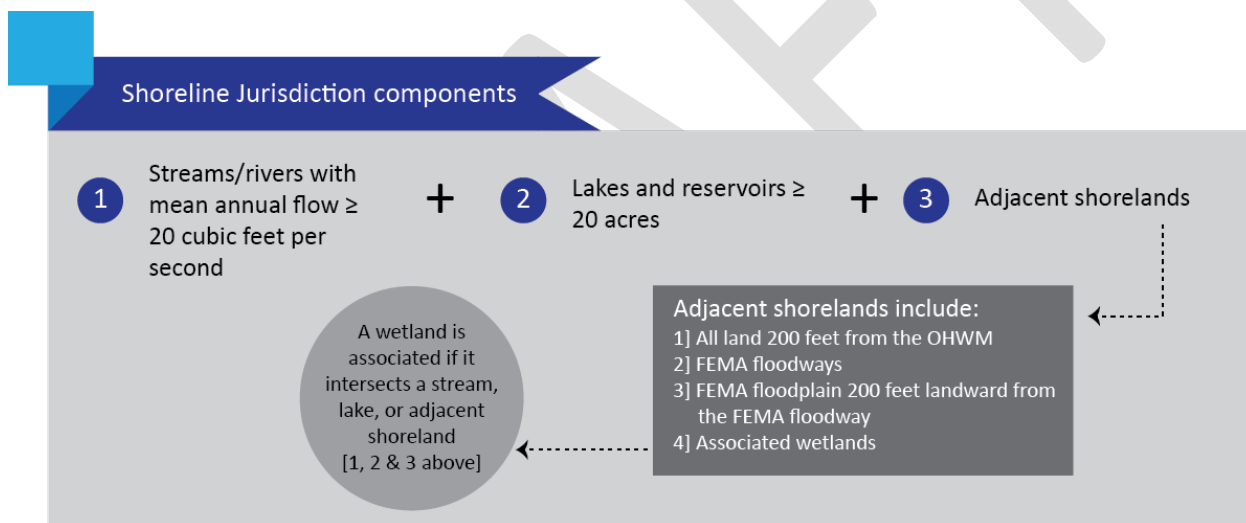 Shoreline Jurisdiction components
1
Streams/rivers with
mean annual flow ≥
20 cubic feet per
second
+
2
Lakes and reservoirs ≥
20 acres
+
3
Adjacent shorelands
Adjacent shorelands include:
1] All land 200 feet from the OHWM
2] FEMA floodways
3] FEMA floodplain 200 feet landward from
the FEMA floodway
4] Associated wetlands
A wetland is
associated if it
intersects a stream,
lake, or adjacent
shoreland
[1, 2 & 3 above]